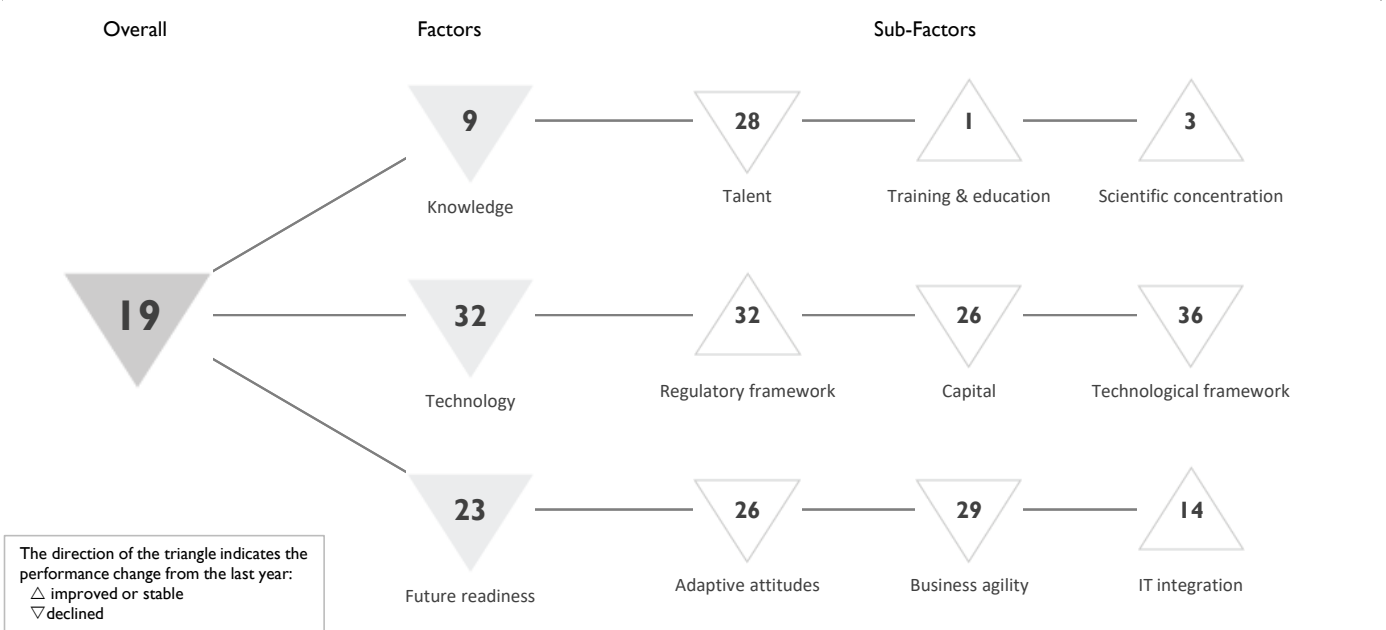 Overall
Factors
Sub-Factors
9
28
1
3
Knowledge
Talent
Training & education
Scientific concentration
19
32
32
26
36
Technology
Regulatory framework
Capital
Technological framework
23
26
29
14
Future readiness
Adaptive attitudes
Business agility
IT integration
The direction of the triangle indicates the
performance change from the last year:
△ improved or stable
▽ declined